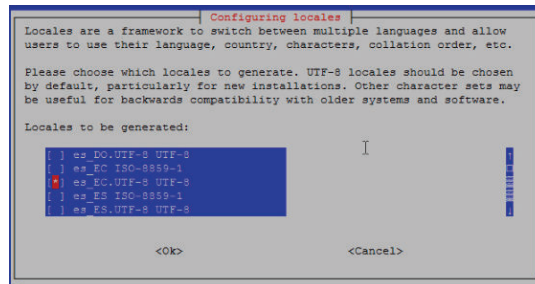 Configuring locales
Locales are a framework to switch between multiple languages and allow
users to use their language, country, characters, collation order, etc.
Please choose which locales to generate. UTF-8 locales should be chosen
by default, particularly for new installations. Other character sets may
be useful for backwards compatibility with older systems and software.
Locales to be generated:
[ ] es_DO.UTF-8 UTF-8
[ ] es_EC ISO-8859-1
[*] es_EC.UTF-8 UTF-8
[ ] es_ES ISO-8859-1
[ ] es_ES.UTF-8 UTF-8
<Ok> <Cancel>